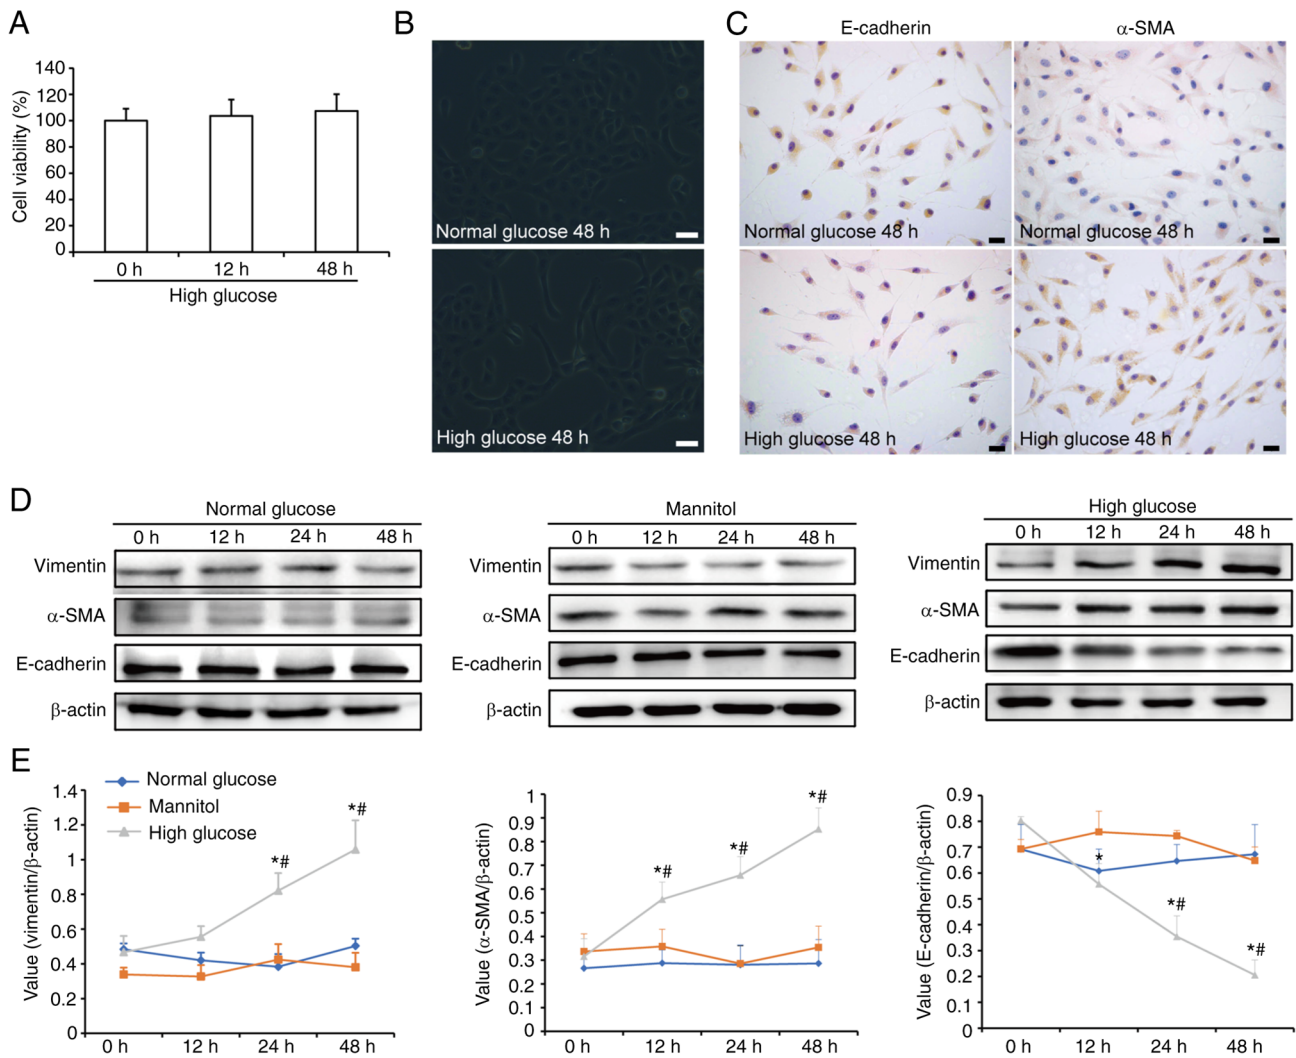 A
Cell viability (%)
140
120
100
80
60
40
20
0
0 h 12 h 48 h
High glucose
B
Normal glucose 48 h
High glucose 48 h
C
E-cadherin α-SMA
Normal glucose 48 h Normal glucose 48 h
High glucose 48 h High glucose 48 h
D
Normal glucose
0 h 12 h 24 h 48 h
Vimentin
α-SMA
E-cadherin
β-actin
Mannitol
0 h 12 h 24 h 48 h
Vimentin
α-SMA
E-cadherin
β-actin
High glucose
0 h 12 h 24 h 48 h
Vimentin
α-SMA
E-cadherin
β-actin
E
Normal glucose
Mannitol
High glucose
Value (vimentin/β-actin)
1.4
1.2
1
0.8
0.6
0.4
0.2
0
*#
*#
0 h 12 h 24 h 48 h
Value (α-SMA/β-actin)
1
0.9
0.8
0.7
0.6
0.5
0.4
0.3
0.2
0.1
0
*#
*#
*#
0 h 12 h 24 h 48 h
Value (E-cadherin/β-actin)
0.9
0.8
0.7
0.6
0.5
0.4
0.3
0.2
0.1
0
*
*#
*#
0 h 12 h 24 h 48 h